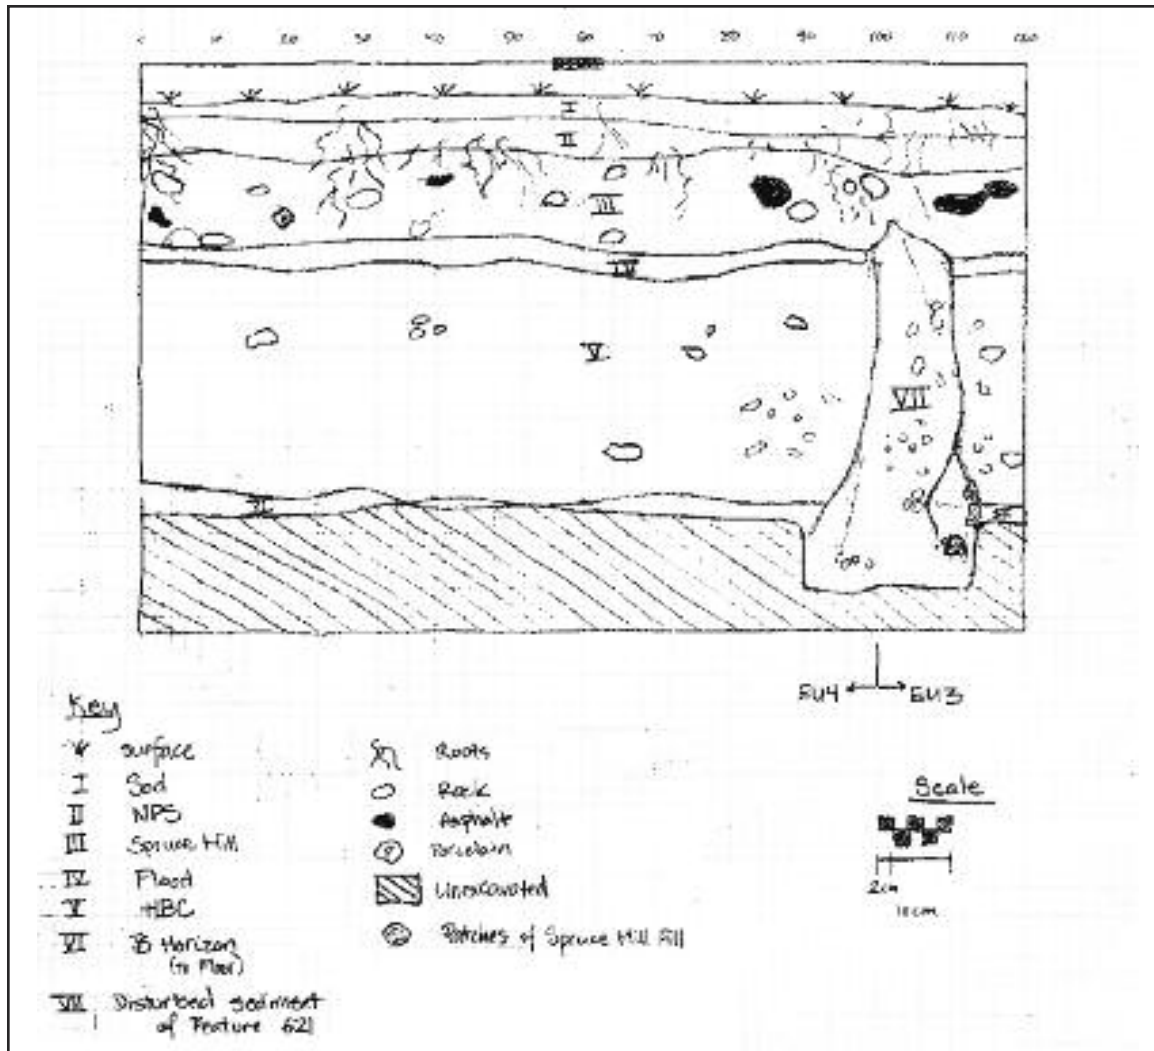 0 10 20 30 40 50 60 70 80 90 100 110 120
I
II
III
IV
V
VII
VI
EU4 EU3
Key
surface
I Sod
II NPS
III Spruce Hill
IV Flood
V HBC
VI B Horizon
(to Floor)
VII Disturbed sediment
of Feature 621
Roots
Rock
Asphalt
Porcelain
Unexcavated
Patches of Spruce Hill Fill
Scale
2cm
10cm